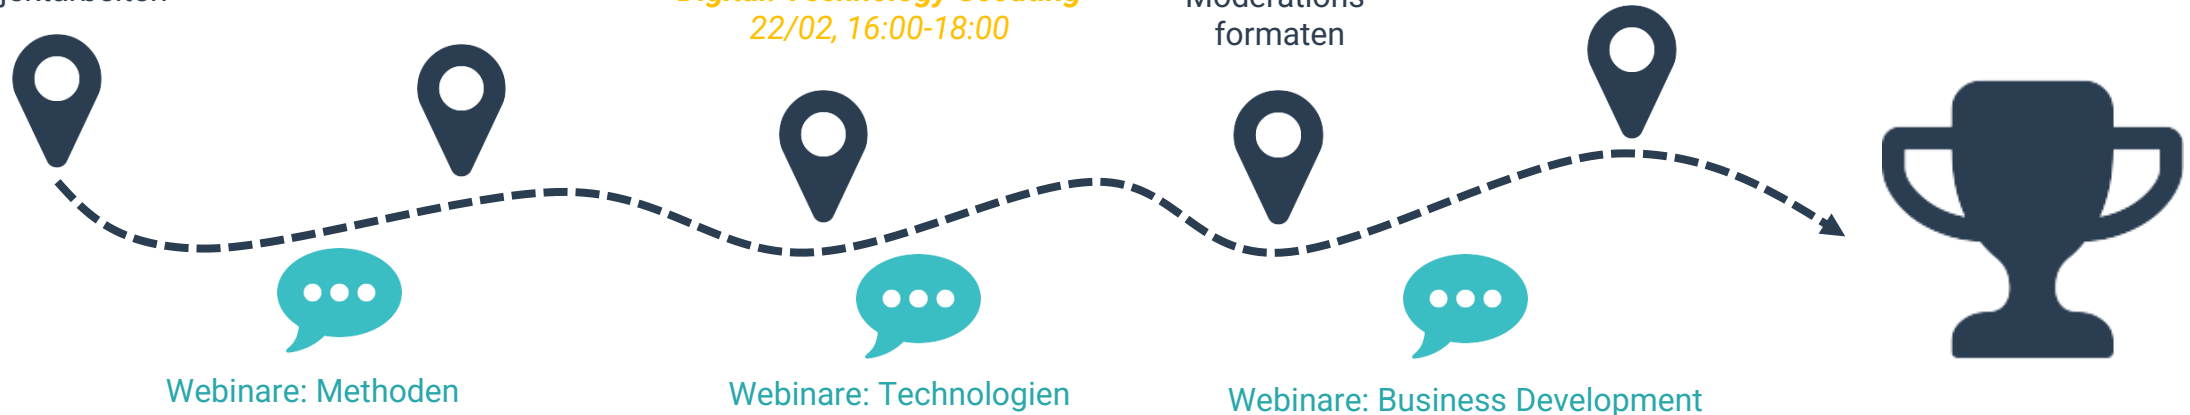 22/02, 16:00-18:00
formaten
Webinare: Methoden
Webinare: Technologien
Webinare: Business Development